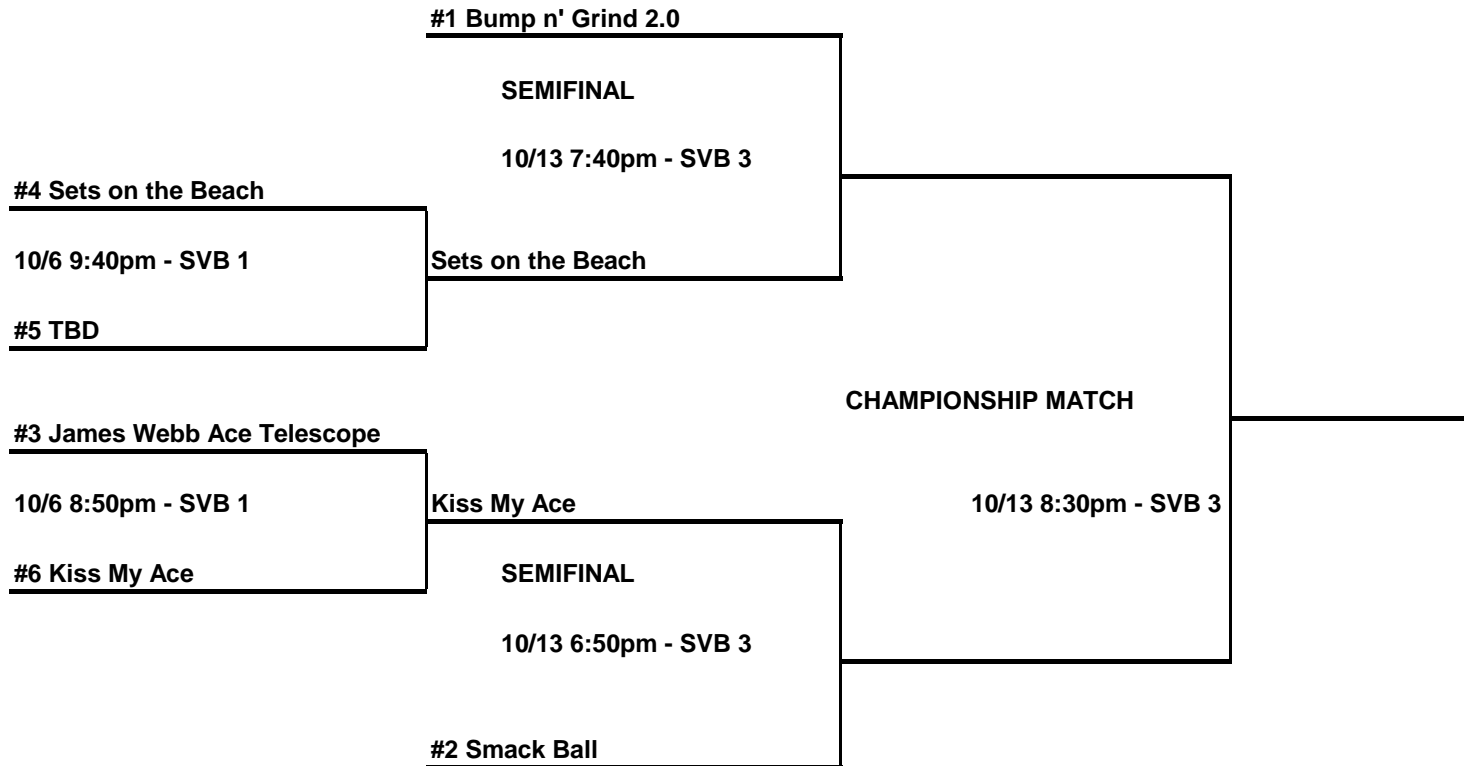 #1 Bump n' Grind 2.0
SEMIFINAL
10/13 7:40pm - SVB 3
#4 Sets on the Beach
10/6 9:40pm - SVB 1
Sets on the Beach
#5 TBD
CHAMPIONSHIP MATCH
#3 James Webb Ace Telescope
10/6 8:50pm - SVB 1
Kiss My Ace
10/13 8:30pm - SVB 3
#6 Kiss My Ace
SEMIFINAL
10/13 6:50pm - SVB 3
#2 Smack Ball